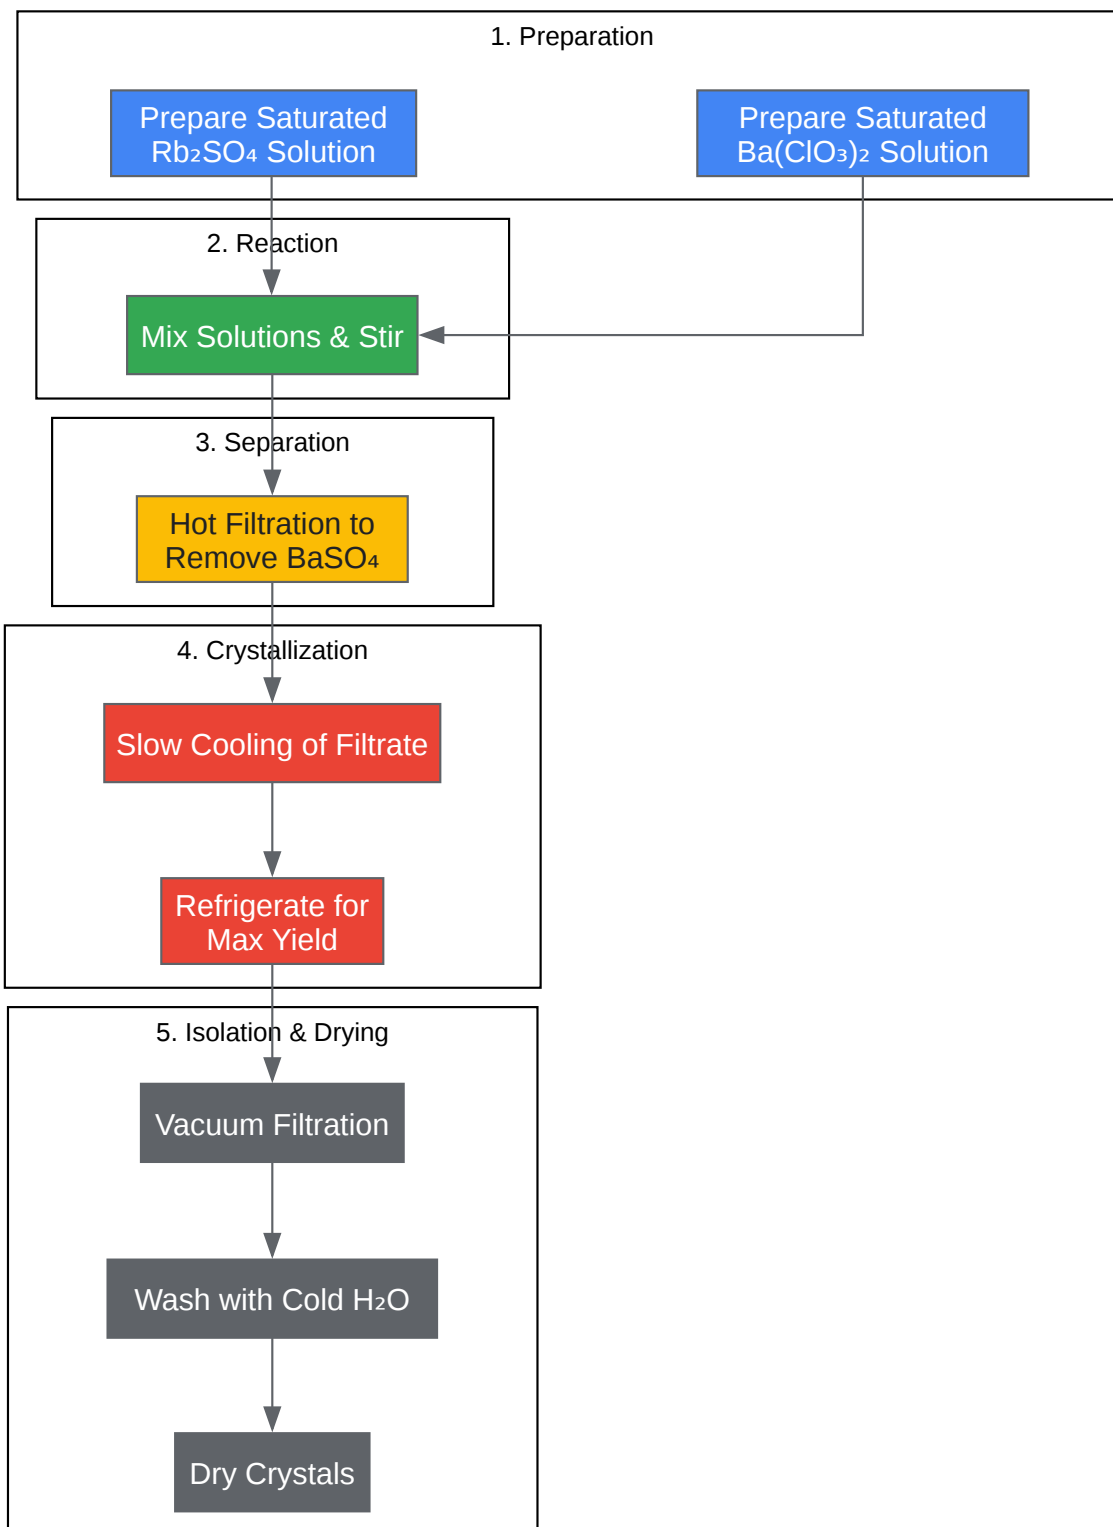 1. Preparation
Prepare Saturated
Rb₂SO₄ Solution
Prepare Saturated
Ba(ClO₃)₂ Solution
2. Reaction
Mix Solutions & Stir
3. Separation
Hot Filtration to
Remove BaSO₄
4. Crystallization
Slow Cooling of Filtrate
Refrigerate for
Max Yield
5. Isolation & Drying
Vacuum Filtration
Wash with Cold H₂O
Dry Crystals